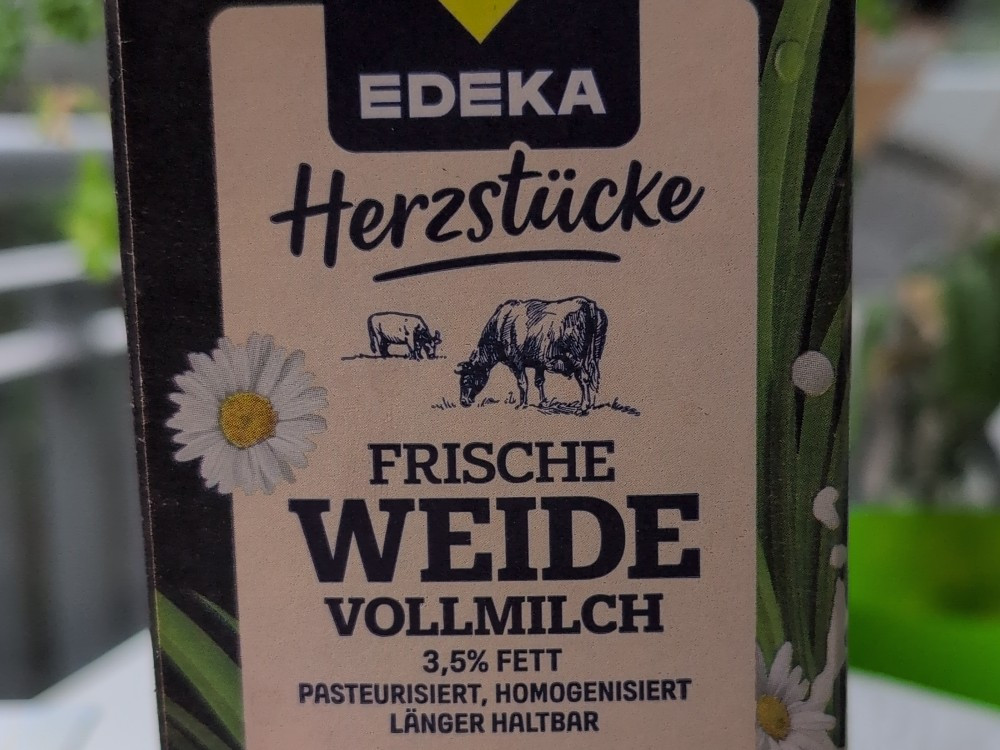 EDEKA
Herzstücke
FRISCHE
WEIDE
VOLLMILCH
3,5% FETT
PASTEURISIERT, HOMOGENISIERT
LÄNGER HALTBAR